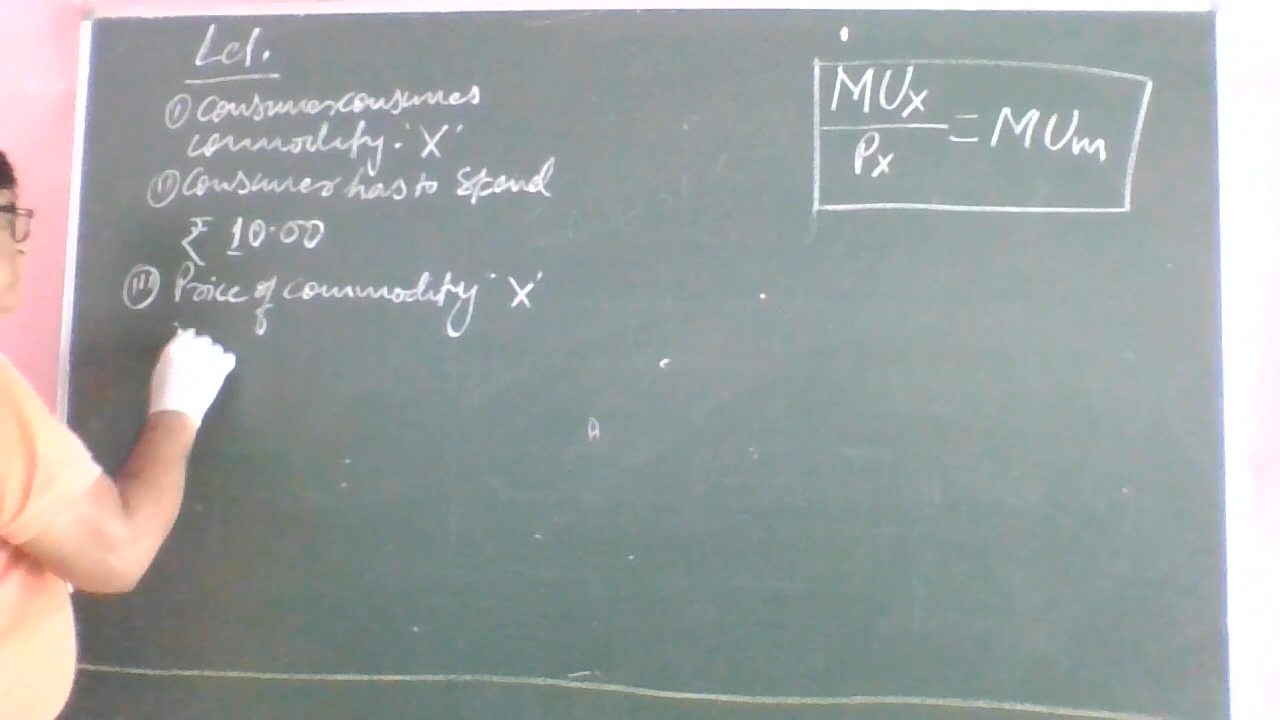 Let.
(i) Consumer consumes
commodity 'X'
(ii) Consumer has to spend
₹ 10.00
(iii) Price of commodity 'X'
MUx
Px
= MUm